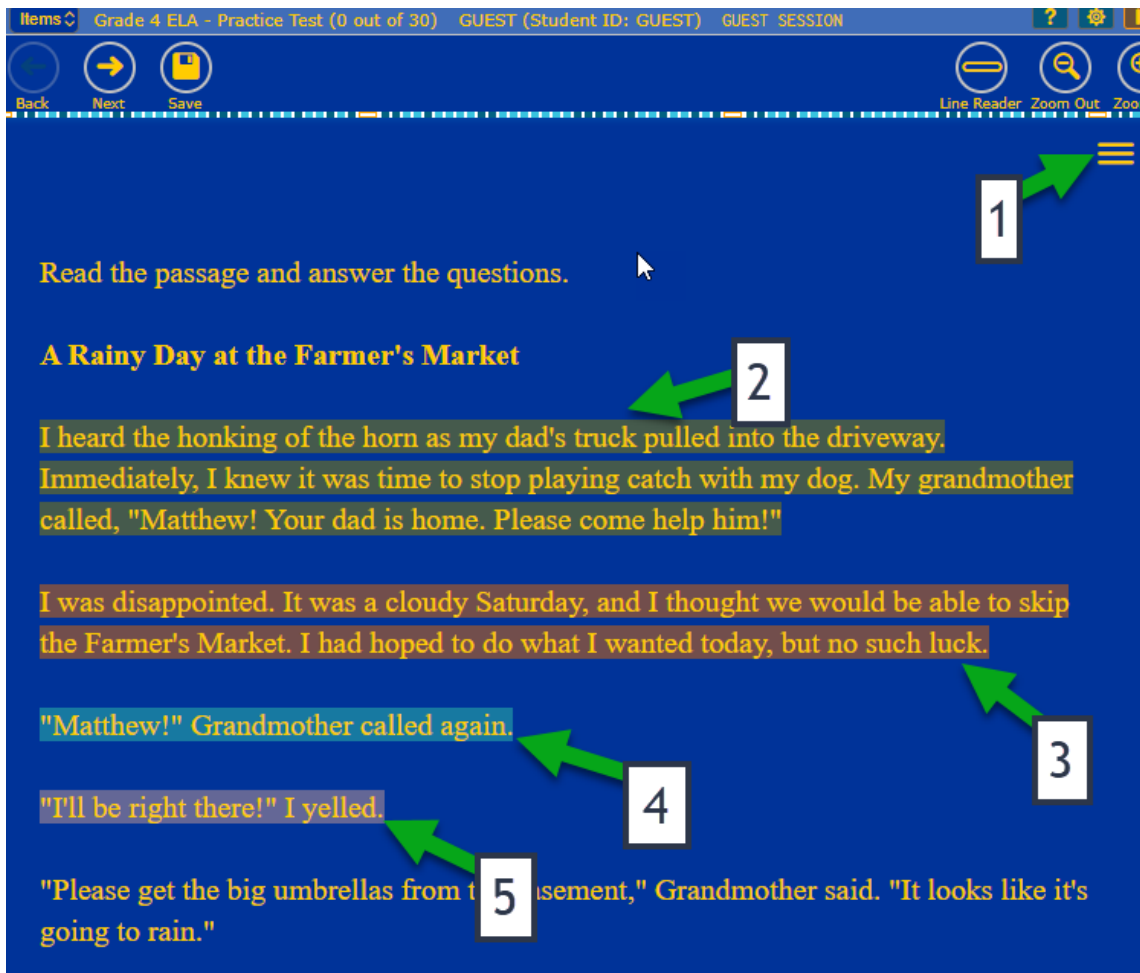 Items Grade 4 ELA - Practice Test (0 out of 30) GUEST (Student ID: GUEST) GUEST SESSION ?
Back Next Save Line Reader Zoom Out Zoo
1
Read the passage and answer the questions.
A Rainy Day at the Farmer's Market
2
I heard the honking of the horn as my dad's truck pulled into the driveway.
Immediately, I knew it was time to stop playing catch with my dog. My grandmother
called, "Matthew! Your dad is home. Please come help him!"
I was disappointed. It was a cloudy Saturday, and I thought we would be able to skip
the Farmer's Market. I had hoped to do what I wanted today, but no such luck.
"Matthew!" Grandmother called again.
3
"I'll be right there!" I yelled.
4
"Please get the big umbrellas from t 5 sement," Grandmother said. "It looks like it's
going to rain."